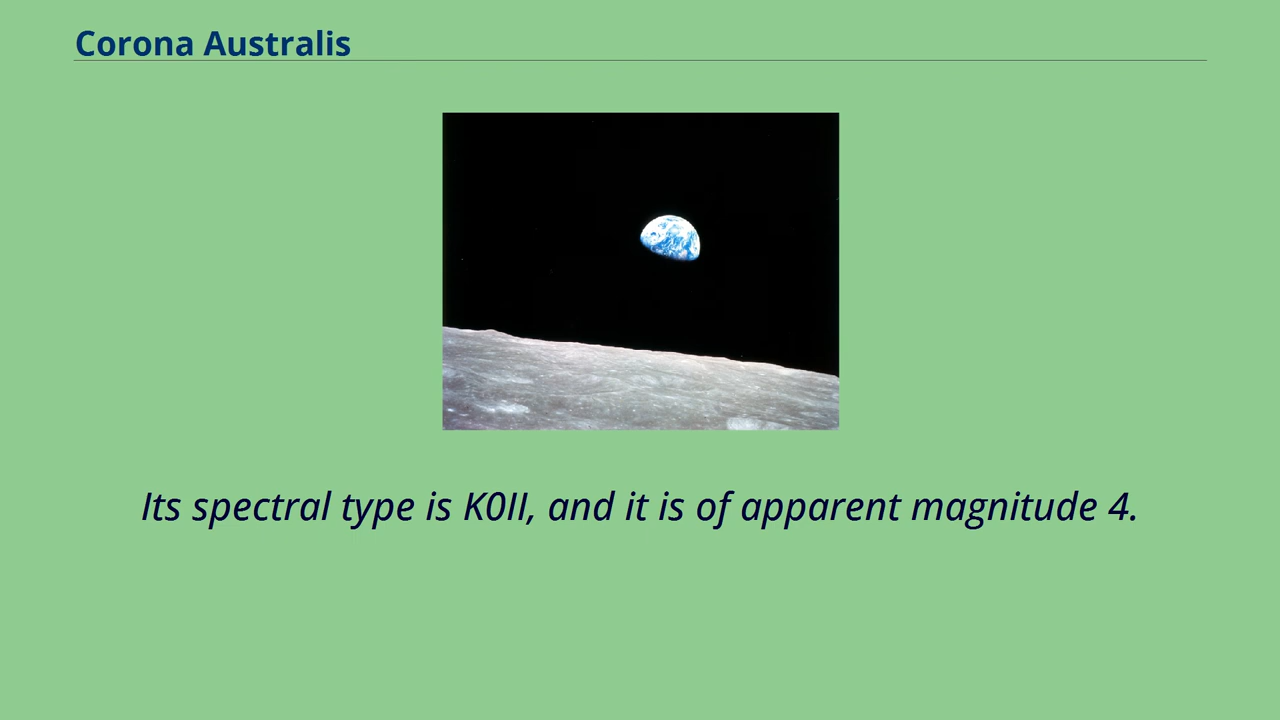 Corona Australis
Its spectral type is K0II, and it is of apparent magnitude 4.